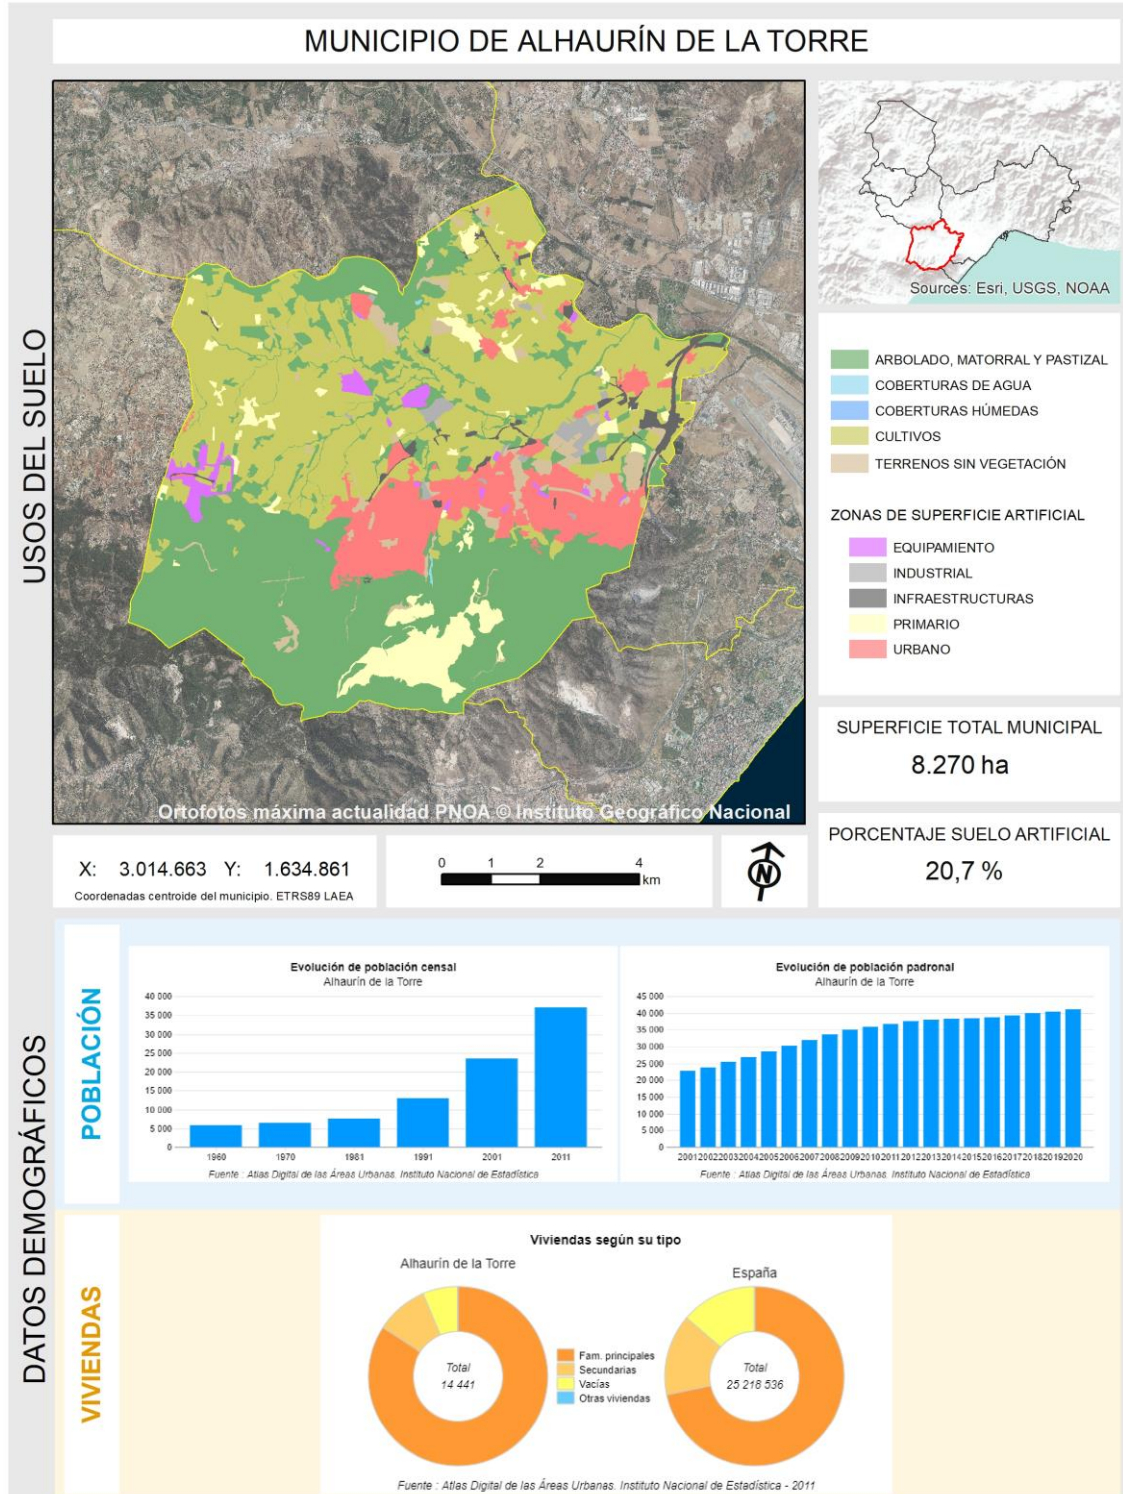 MUNICIPIO DE ALHAURÍN DE LA TORRE
USOS DEL SUELO
Ortofotos máxima actualidad PNOA © Instituto Geográfico Nacional
Sources: Esri, USGS, NOAA
ARBOLADO, MATORRAL Y PASTIZAL
COBERTURAS DE AGUA
COBERTURAS HÚMEDAS
CULTIVOS
TERRENOS SIN VEGETACIÓN
ZONAS DE SUPERFICIE ARTIFICIAL
EQUIPAMIENTO
INDUSTRIAL
INFRAESTRUCTURAS
PRIMARIO
URBANO
SUPERFICIE TOTAL MUNICIPAL
8.270 ha
PORCENTAJE SUELO ARTIFICIAL
20,7 %
X: 3.014.663 Y: 1.634.861
Coordenadas centroide del municipio. ETRS89 LAEA
0 1 2 4
km
N
DATOS DEMOGRÁFICOS
POBLACIÓN
Evolución de población censal
Alhaurín de la Torre
40 000
35 000
30 000
25 000
20 000
15 000
10 000
5 000
0
1960 1970 1981 1991 2001 2011
Fuente : Atlas Digital de las Áreas Urbanas. Instituto Nacional de Estadística
Evolución de población padronal
Alhaurín de la Torre
45 000
40 000
35 000
30 000
25 000
20 000
15 000
10 000
5 000
0
2001 2002 2003 2004 2005 2006 2007 2008 2009 2010 2011 2012 2013 2014 2015 2016 2017 2018 2019 2020
Fuente : Atlas Digital de las Áreas Urbanas. Instituto Nacional de Estadística
VIVIENDAS
Viviendas según su tipo
Alhaurín de la Torre
Total
14 441
Fam. principales
Secundarias
Vacías
Otras viviendas
España
Total
25 218 536
Fuente : Atlas Digital de las Áreas Urbanas. Instituto Nacional de Estadística - 2011